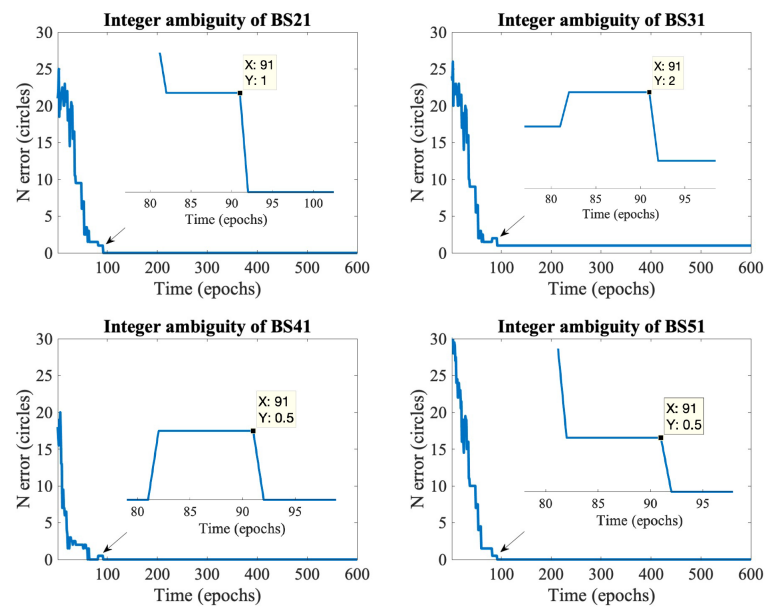 Integer ambiguity of BS21
N error (circles)
30
25
20
15
10
5
0
X: 91
Y: 1
80 85 90 95 100
Time (epochs)
100 200 300 400 500 600
Time (epochs)
Integer ambiguity of BS31
N error (circles)
30
25
20
15
10
5
0
X: 91
Y: 2
80 85 90 95
Time (epochs)
100 200 300 400 500 600
Time (epochs)
Integer ambiguity of BS41
N error (circles)
30
25
20
15
10
5
0
X: 91
Y: 0.5
80 85 90 95
Time (epochs)
100 200 300 400 500 600
Time (epochs)
Integer ambiguity of BS51
N error (circles)
30
25
20
15
10
5
0
X: 91
Y: 0.5
80 85 90 95
Time (epochs)
100 200 300 400 500 600
Time (epochs)